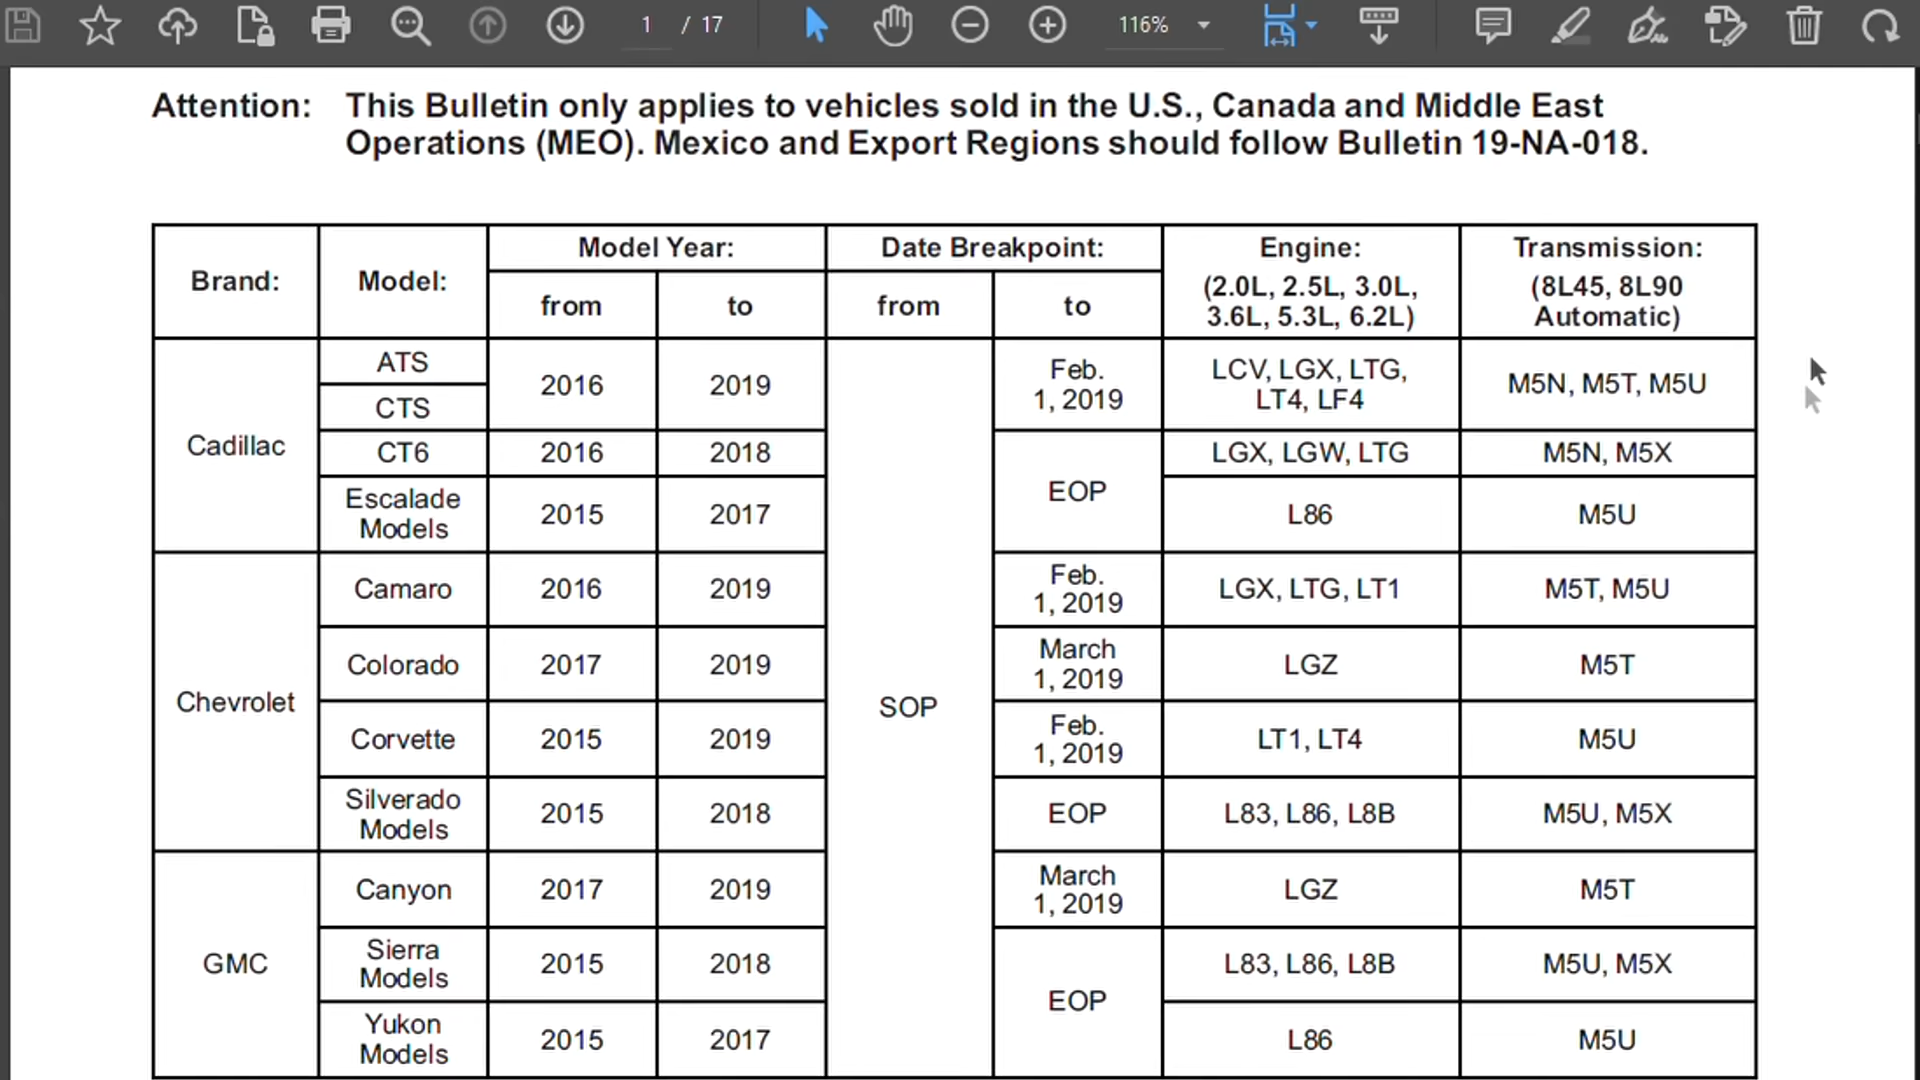 1 / 17 116%
Attention: This Bulletin only applies to vehicles sold in the U.S., Canada and Middle East
Operations (MEO). Mexico and Export Regions should follow Bulletin 19-NA-018.
Brand:
Model:
Model Year:
from
to
Date Breakpoint:
from
to
Engine:
(2.0L, 2.5L, 3.0L,
3.6L, 5.3L, 6.2L)
Transmission:
(8L45, 8L90
Automatic)
Cadillac
ATS
CTS
2016
2019
SOP
Feb.
1, 2019
LCV, LGX, LTG,
LT4, LF4
M5N, M5T, M5U
CT6
2016
2018
EOP
LGX, LGW, LTG
M5N, M5X
Escalade
Models
2015
2017
L86
M5U
Chevrolet
Camaro
2016
2019
Feb.
1, 2019
LGX, LTG, LT1
M5T, M5U
Colorado
2017
2019
March
1, 2019
LGZ
M5T
Corvette
2015
2019
Feb.
1, 2019
LT1, LT4
M5U
Silverado
Models
2015
2018
EOP
L83, L86, L8B
M5U, M5X
GMC
Canyon
2017
2019
March
1, 2019
LGZ
M5T
Sierra
Models
2015
2018
EOP
L83, L86, L8B
M5U, M5X
Yukon
Models
2015
2017
L86
M5U